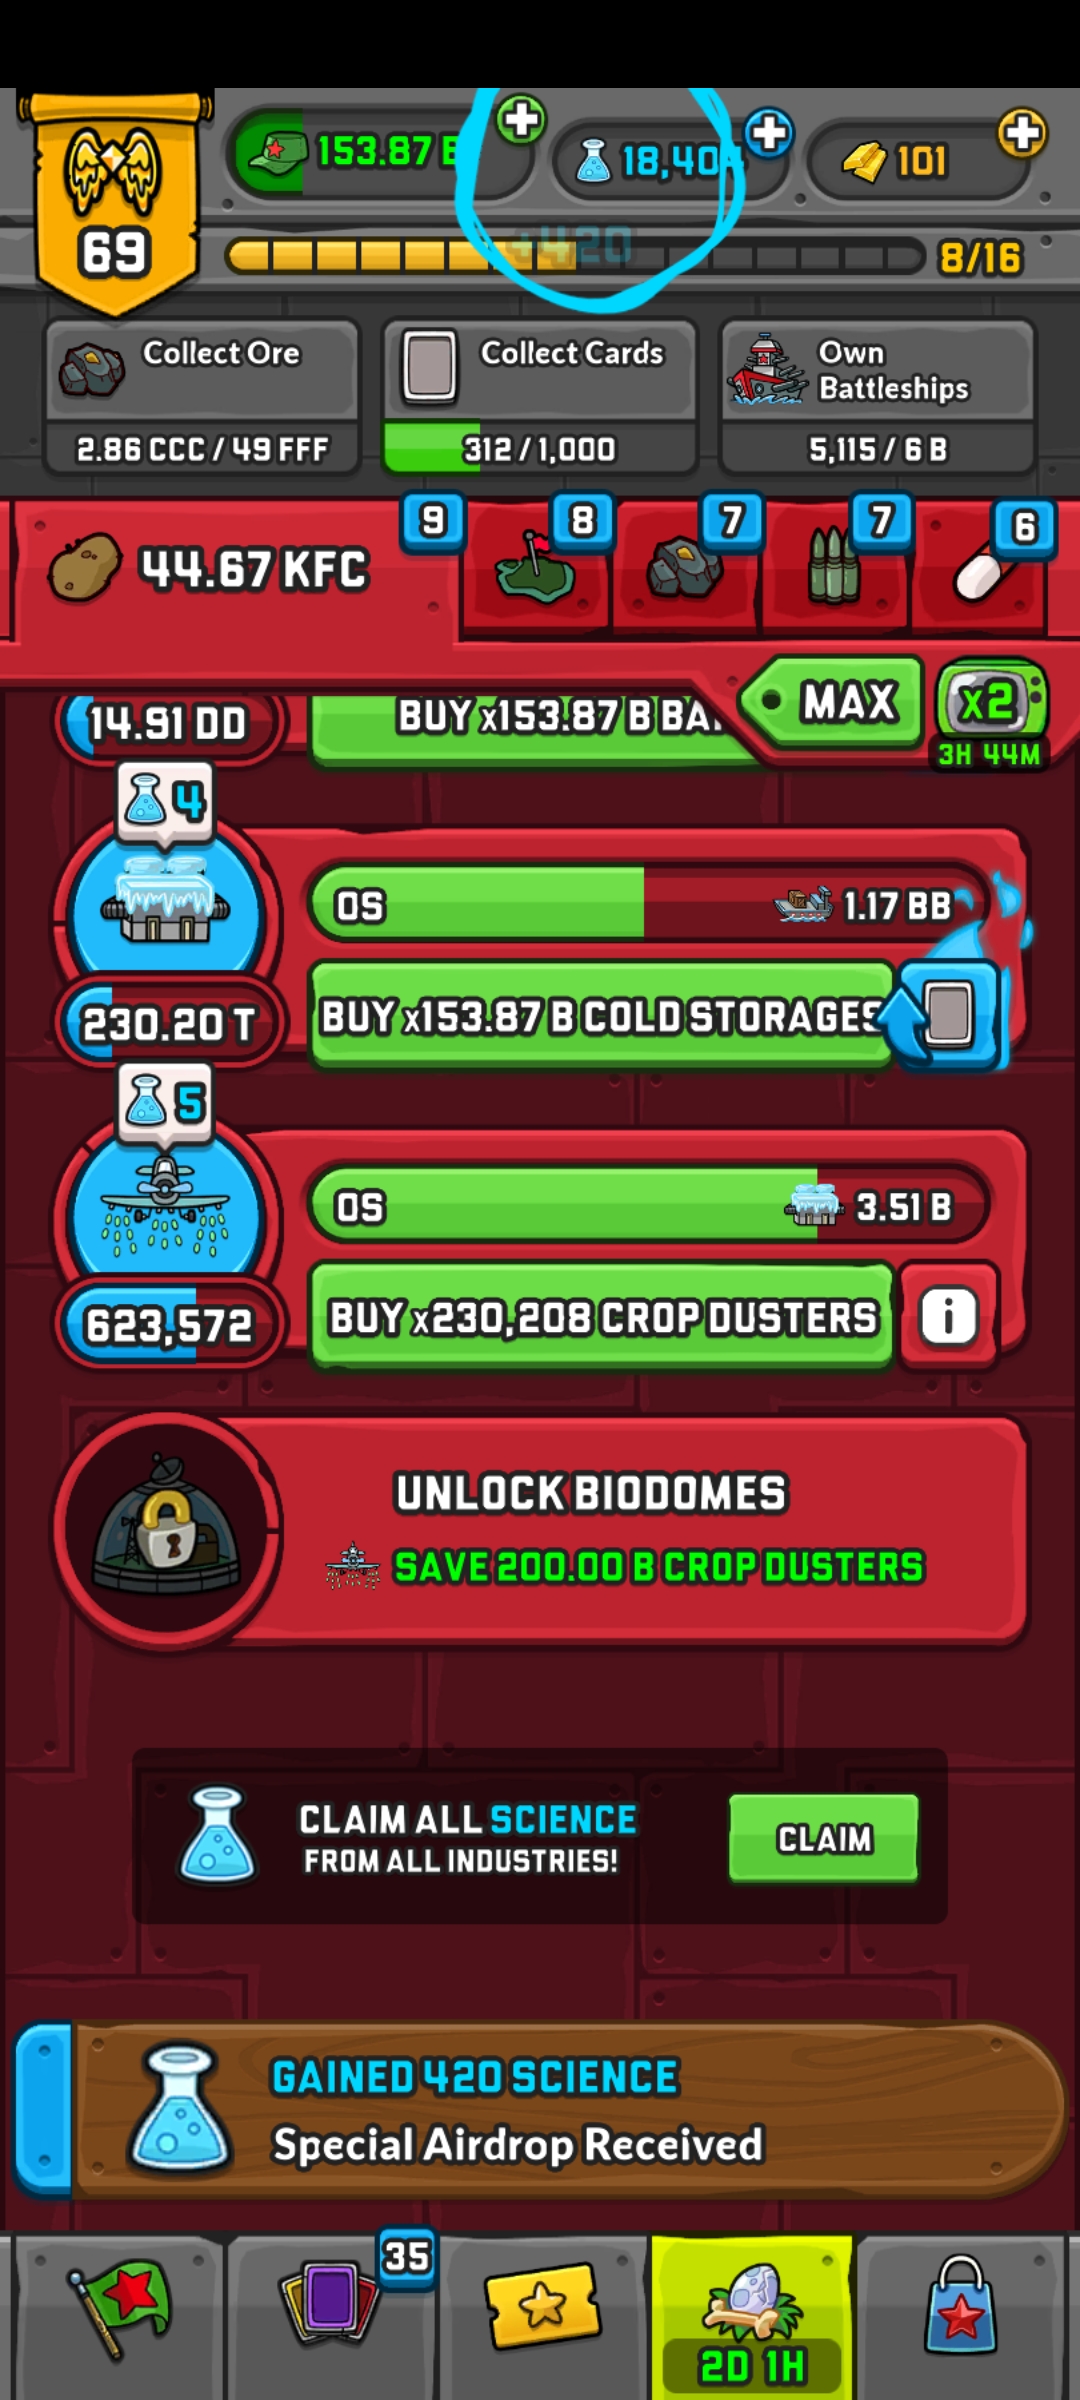 153.87 B
18,404
101
69
+420
8/16
Collect Ore
2.86 CCC / 49 FFF
Collect Cards
312 / 1,000
Own
Battleships
5,115 / 6 B
44.67 KFC
9
8
7
7
6
MAX
x2
3H 44M
14.91 DD
BUY x153.87 B BA
4
0S
1.17 BB
230.20 T
BUY x153.87 B COLD STORAGES
5
0S
3.51 B
623,572
BUY x230,208 CROP DUSTERS
i
UNLOCK BIODOMES
SAVE 200.00 B CROP DUSTERS
CLAIM ALL SCIENCE
FROM ALL INDUSTRIES!
CLAIM
GAINED 420 SCIENCE
Special Airdrop Received
35
2D 1H